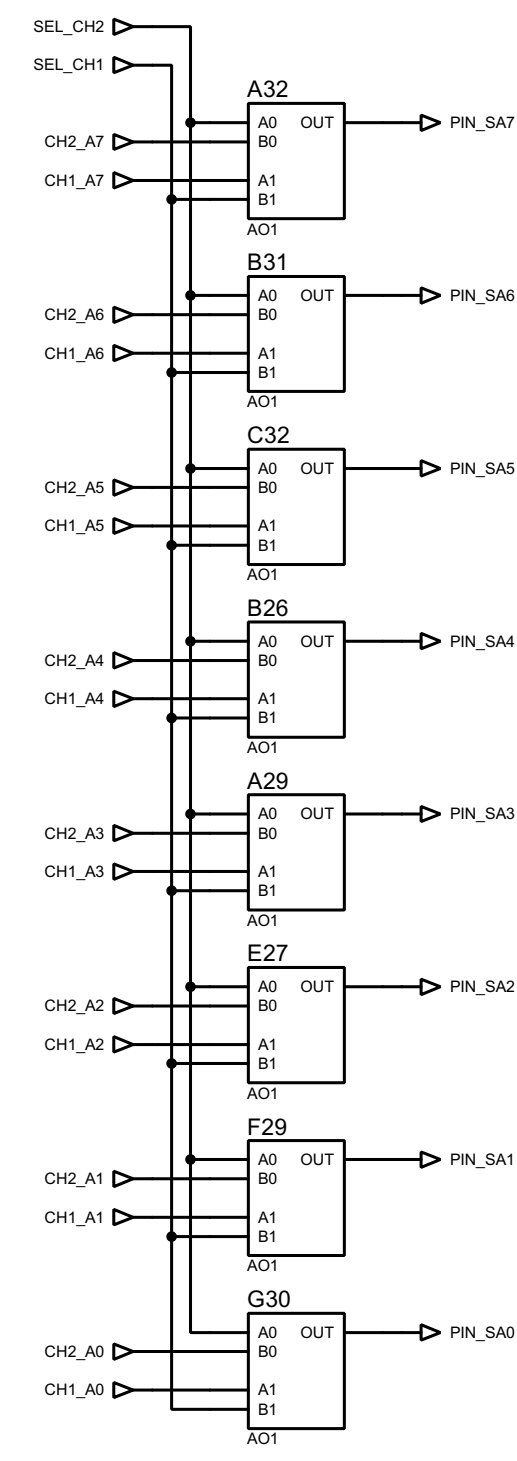 SEL_CH2
SEL_CH1
A32
A0 OUT PIN_SA7
CH2_A7 B0
CH1_A7 A1
B1
AO1
B31
A0 OUT PIN_SA6
CH2_A6 B0
CH1_A6 A1
B1
AO1
C32
A0 OUT PIN_SA5
CH2_A5 B0
CH1_A5 A1
B1
AO1
B26
A0 OUT PIN_SA4
CH2_A4 B0
CH1_A4 A1
B1
AO1
A29
A0 OUT PIN_SA3
CH2_A3 B0
CH1_A3 A1
B1
AO1
E27
A0 OUT PIN_SA2
CH2_A2 B0
CH1_A2 A1
B1
AO1
F29
A0 OUT PIN_SA1
CH2_A1 B0
CH1_A1 A1
B1
AO1
G30
A0 OUT PIN_SA0
CH2_A0 B0
CH1_A0 A1
B1
AO1